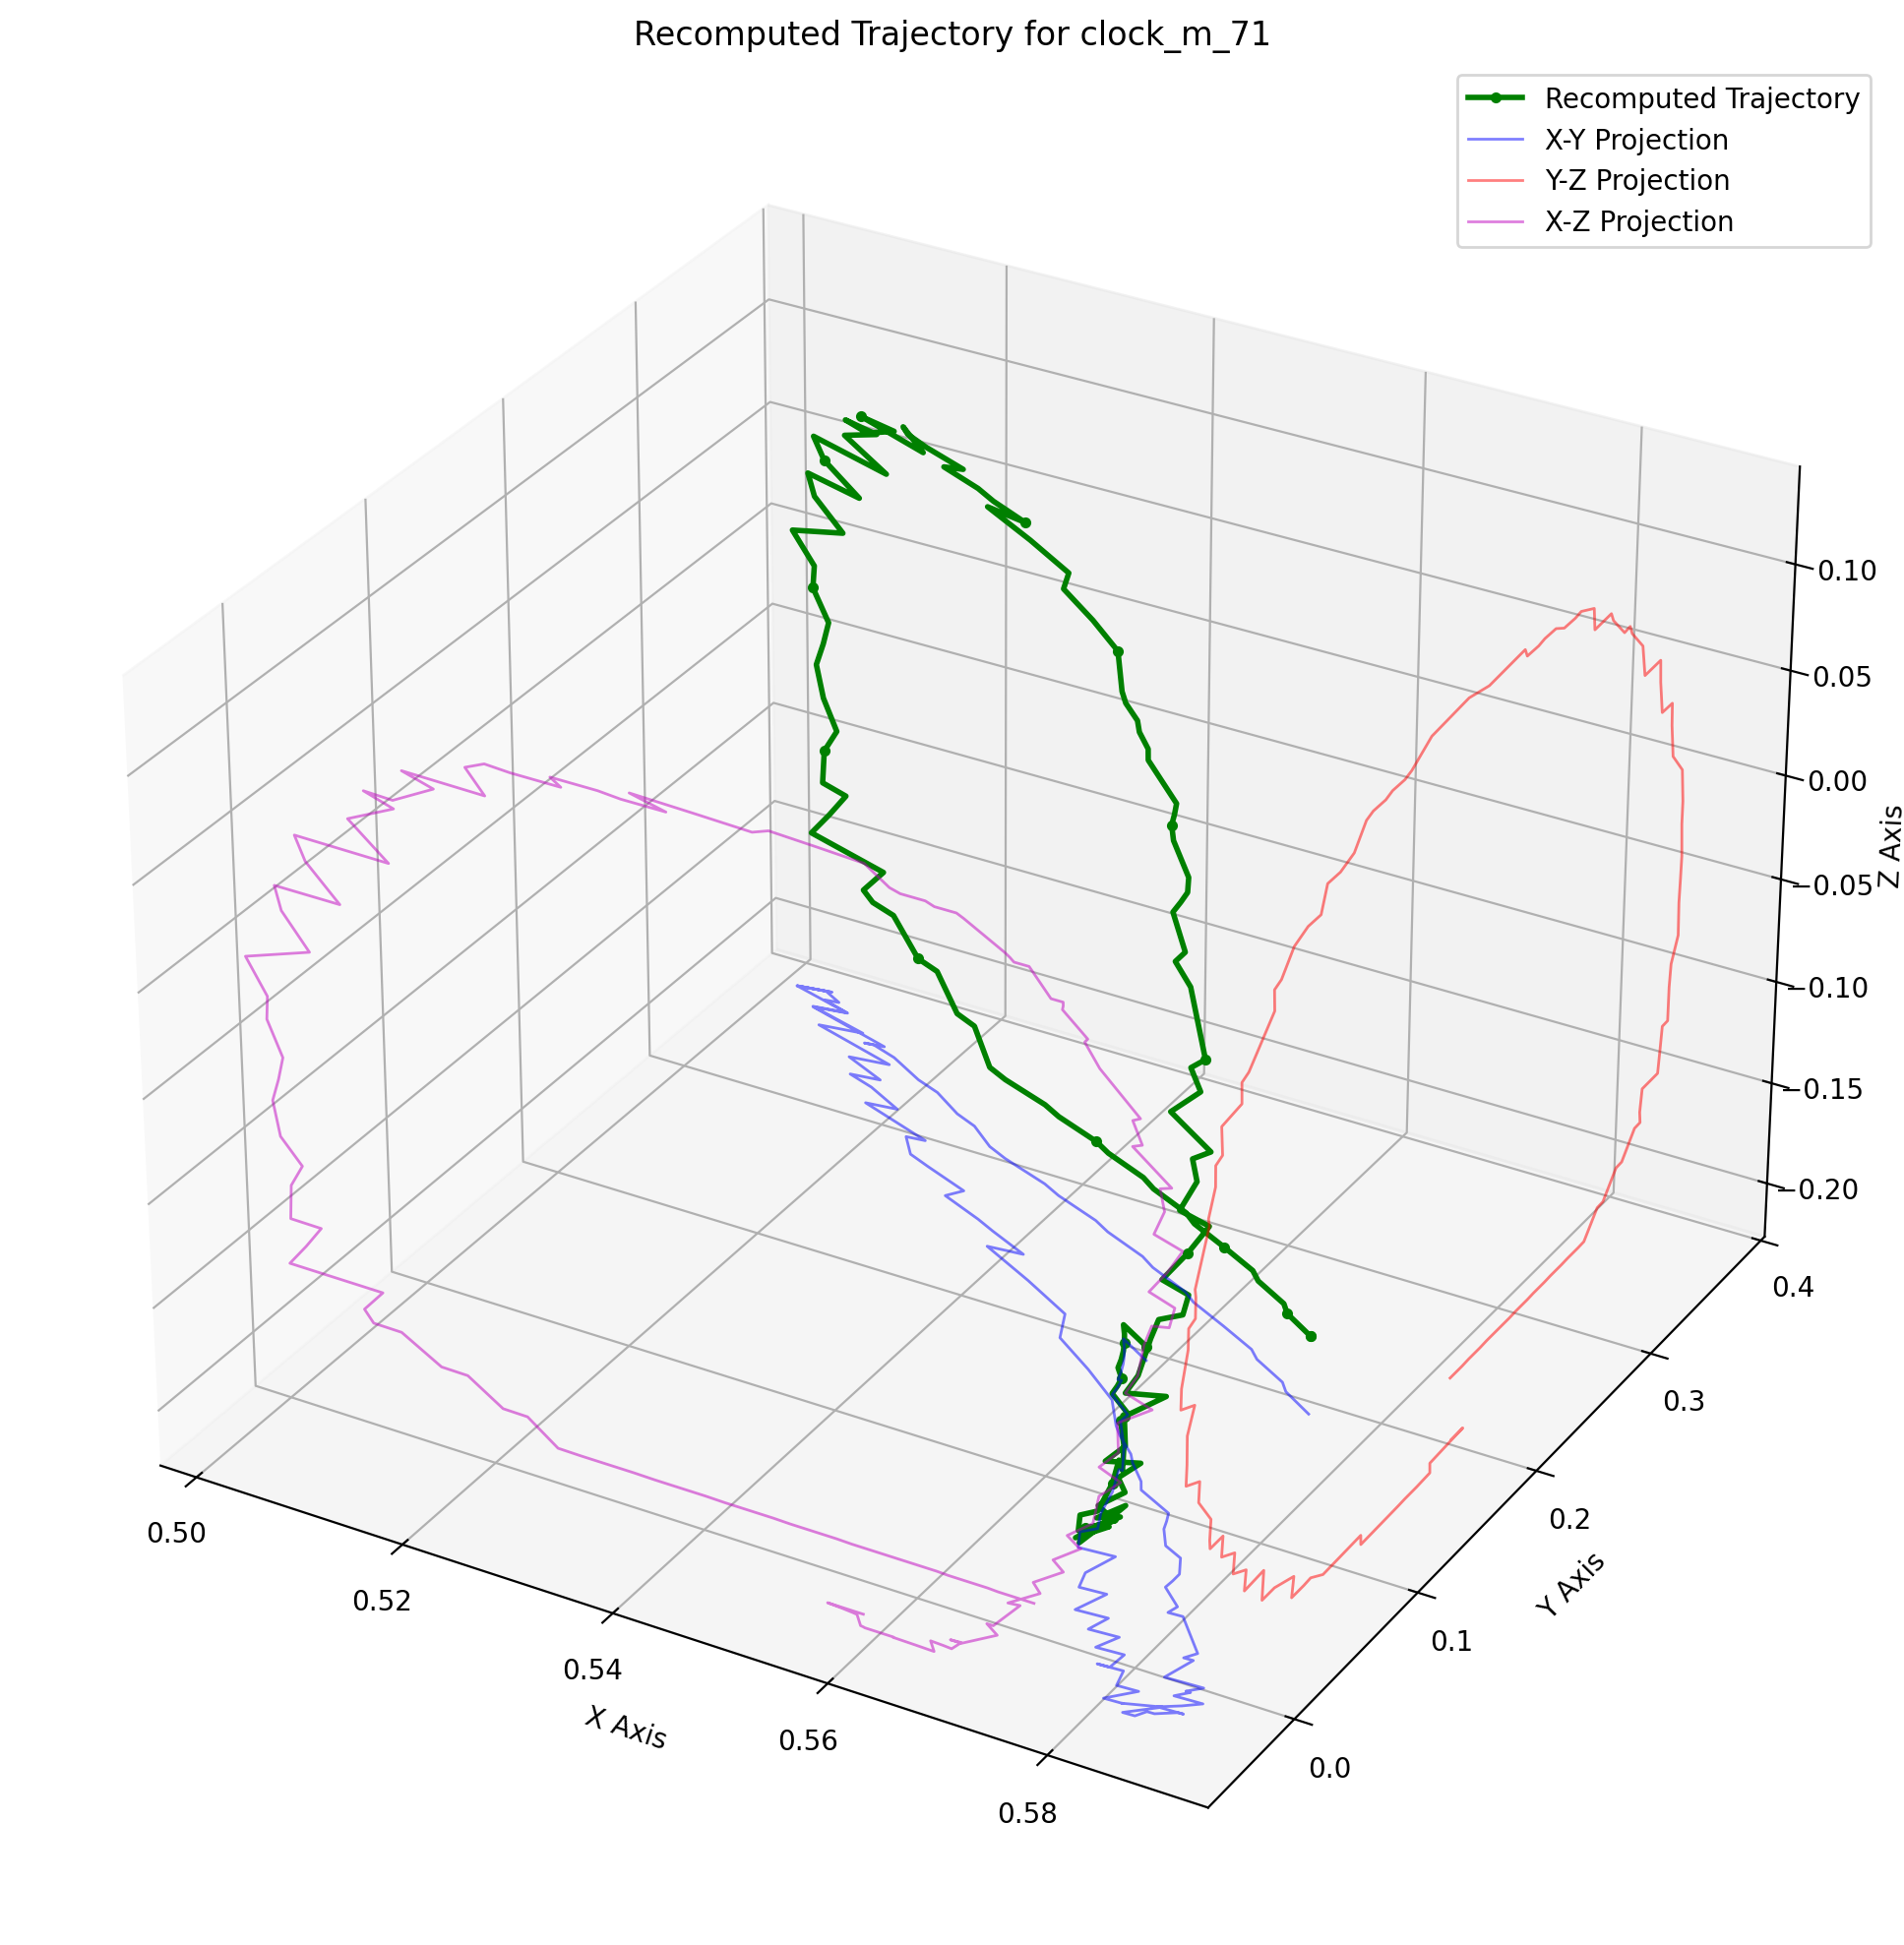 Recomputed Trajectory for clock_m_71
Recomputed Trajectory
X-Y Projection
Y-Z Projection
X-Z Projection
0.10
0.05
0.00
−0.05
−0.10
−0.15
−0.20
Z Axis
0.4
0.3
0.2
0.1
0.0
Y Axis
0.50
0.52
0.54
0.56
0.58
X Axis